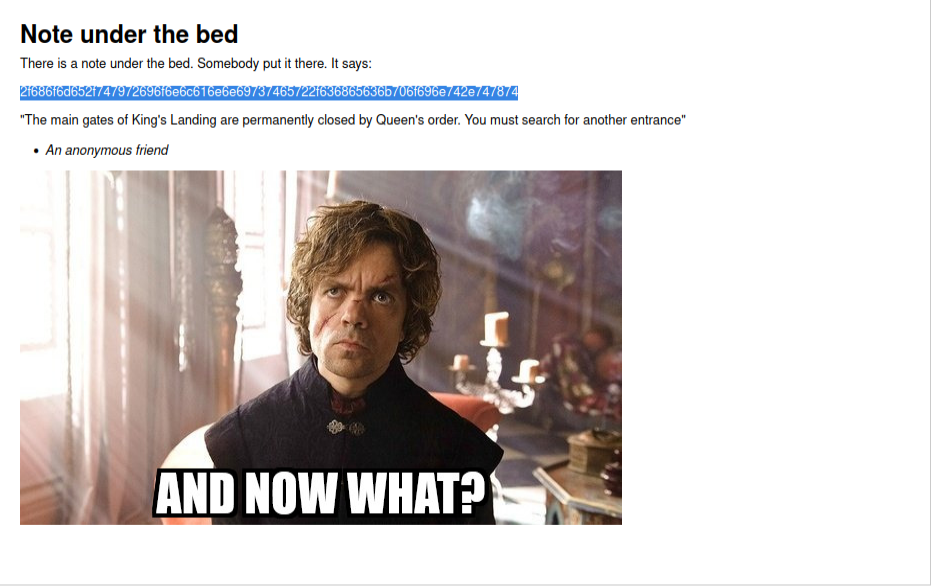 Note under the bed
There is a note under the bed. Somebody put it there. It says:
2f686f6d652f747972696f6e6c616e6e69737465722f636865636b706f696e742e747874
"The main gates of King's Landing are permanently closed by Queen's order. You must search for another entrance"
• An anonymous friend
AND NOW WHAT?